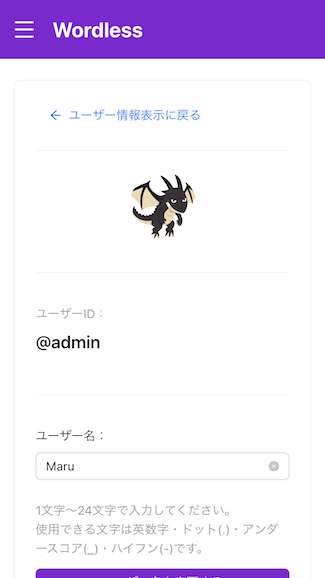 Wordless
← ユーザー情報表示に戻る
ユーザーID：
@admin
ユーザー名：
Maru
1文字〜24文字で入力してください。
使用できる文字は英数字・ドット(.)・アンダ
ースコア(_)・ハイフン(-)です。